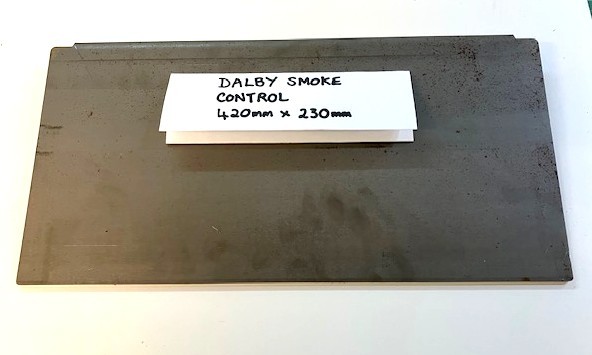 DALBY SMOKE
CONTROL
420mm x 230mm